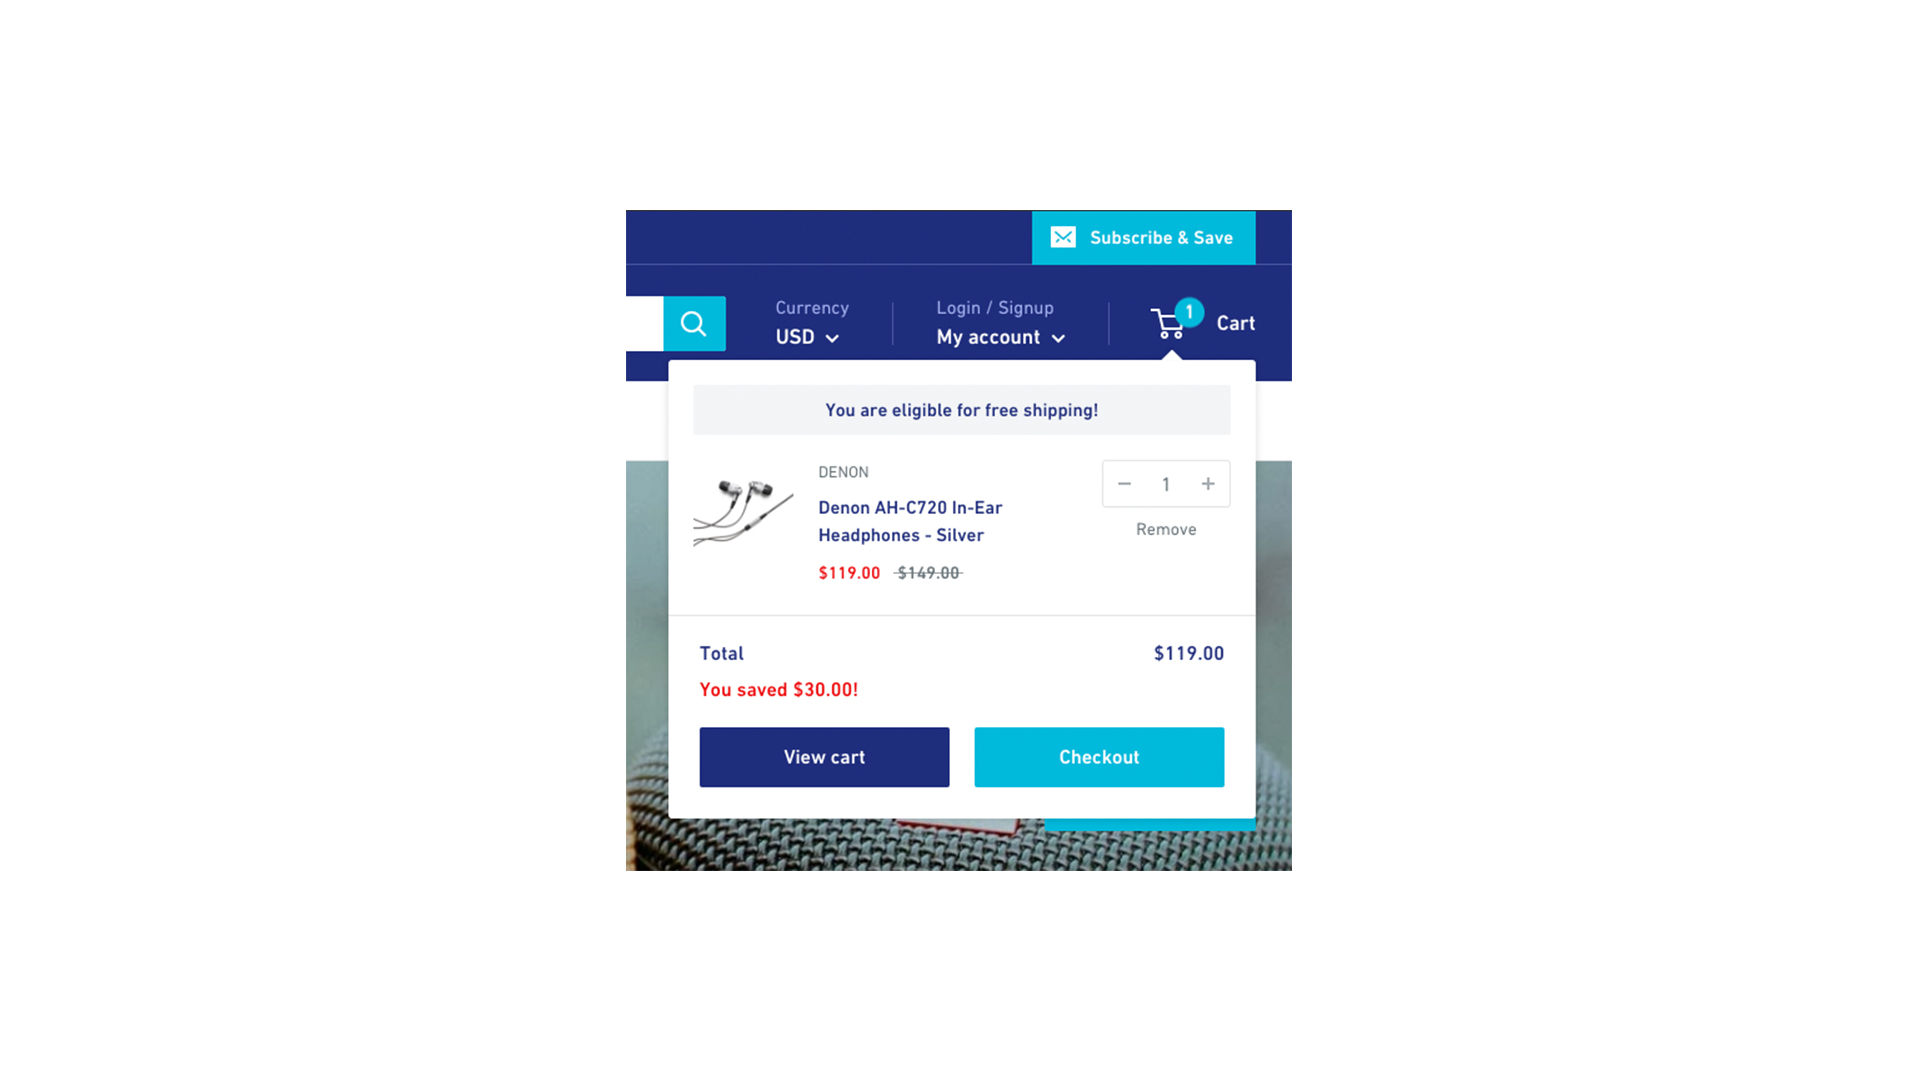 Subscribe & Save
Currency
USD
Login / Signup
My account
1
Cart
You are eligible for free shipping!
DENON
Denon AH-C720 In-Ear
Headphones - Silver
$119.00 $149.00
− 1 +
Remove
Total $119.00
You saved $30.00!
View cart
Checkout